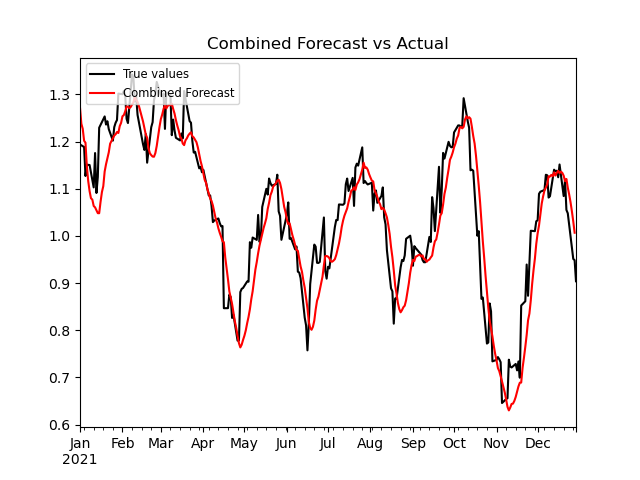 Combined Forecast vs Actual
True values
Combined Forecast
1.3
1.2
1.1
1.0
0.9
0.8
0.7
0.6
Jan Feb Mar Apr May Jun Jul Aug Sep Oct Nov Dec
2021